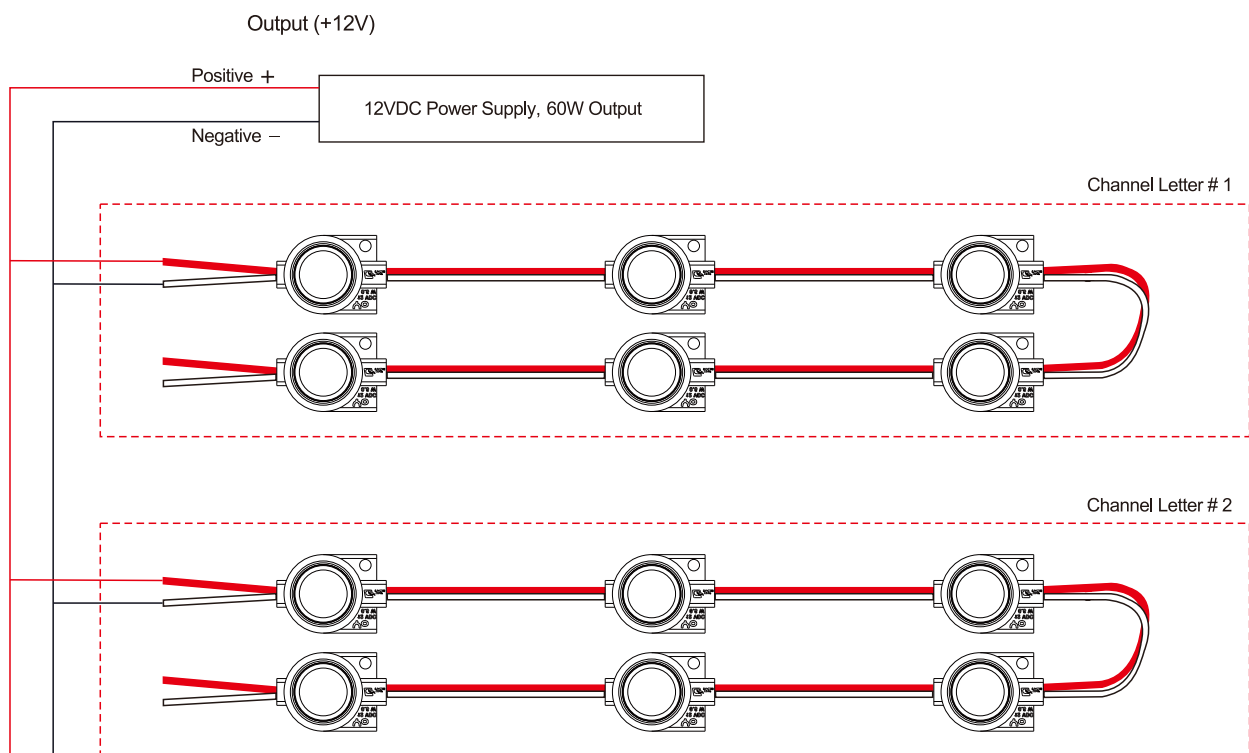 Output (+12V)
Positive +
12VDC Power Supply, 60W Output
Negative −
Channel Letter # 1
Channel Letter # 2